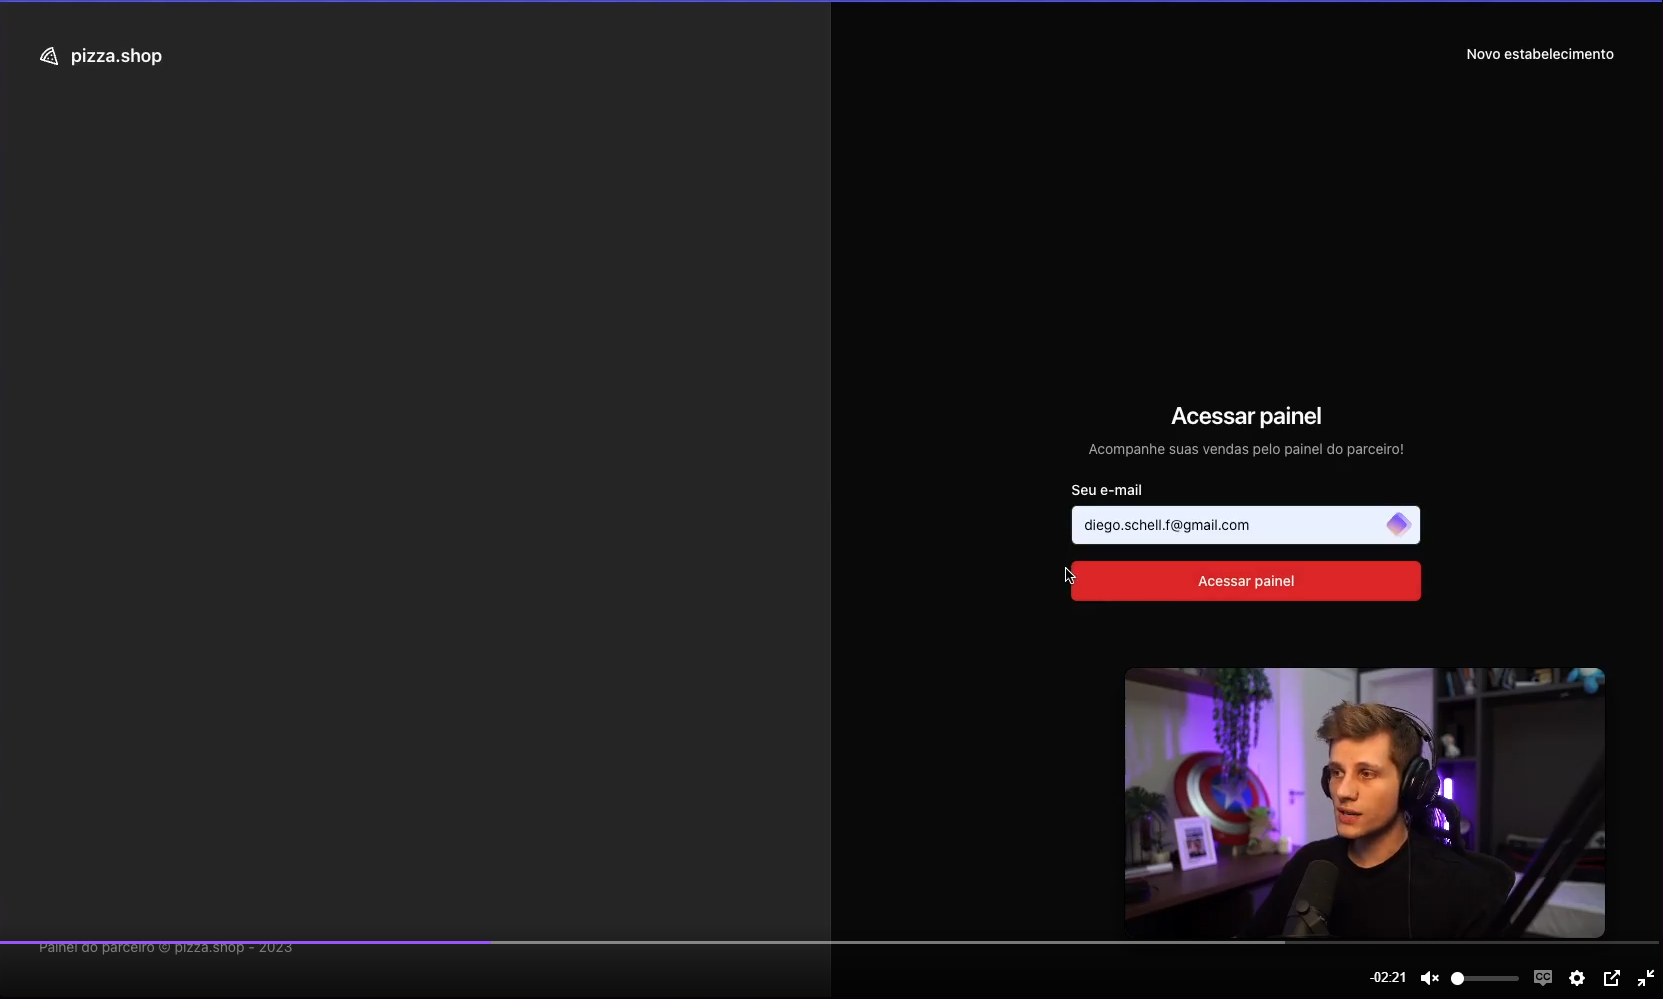 pizza.shop
Novo estabelecimento
Acessar painel
Acompanhe suas vendas pelo painel do parceiro!
Seu e-mail
diego.schell.f@gmail.com
Acessar painel
Painel do parceiro © pizza.shop - 2023
-02:21
CC